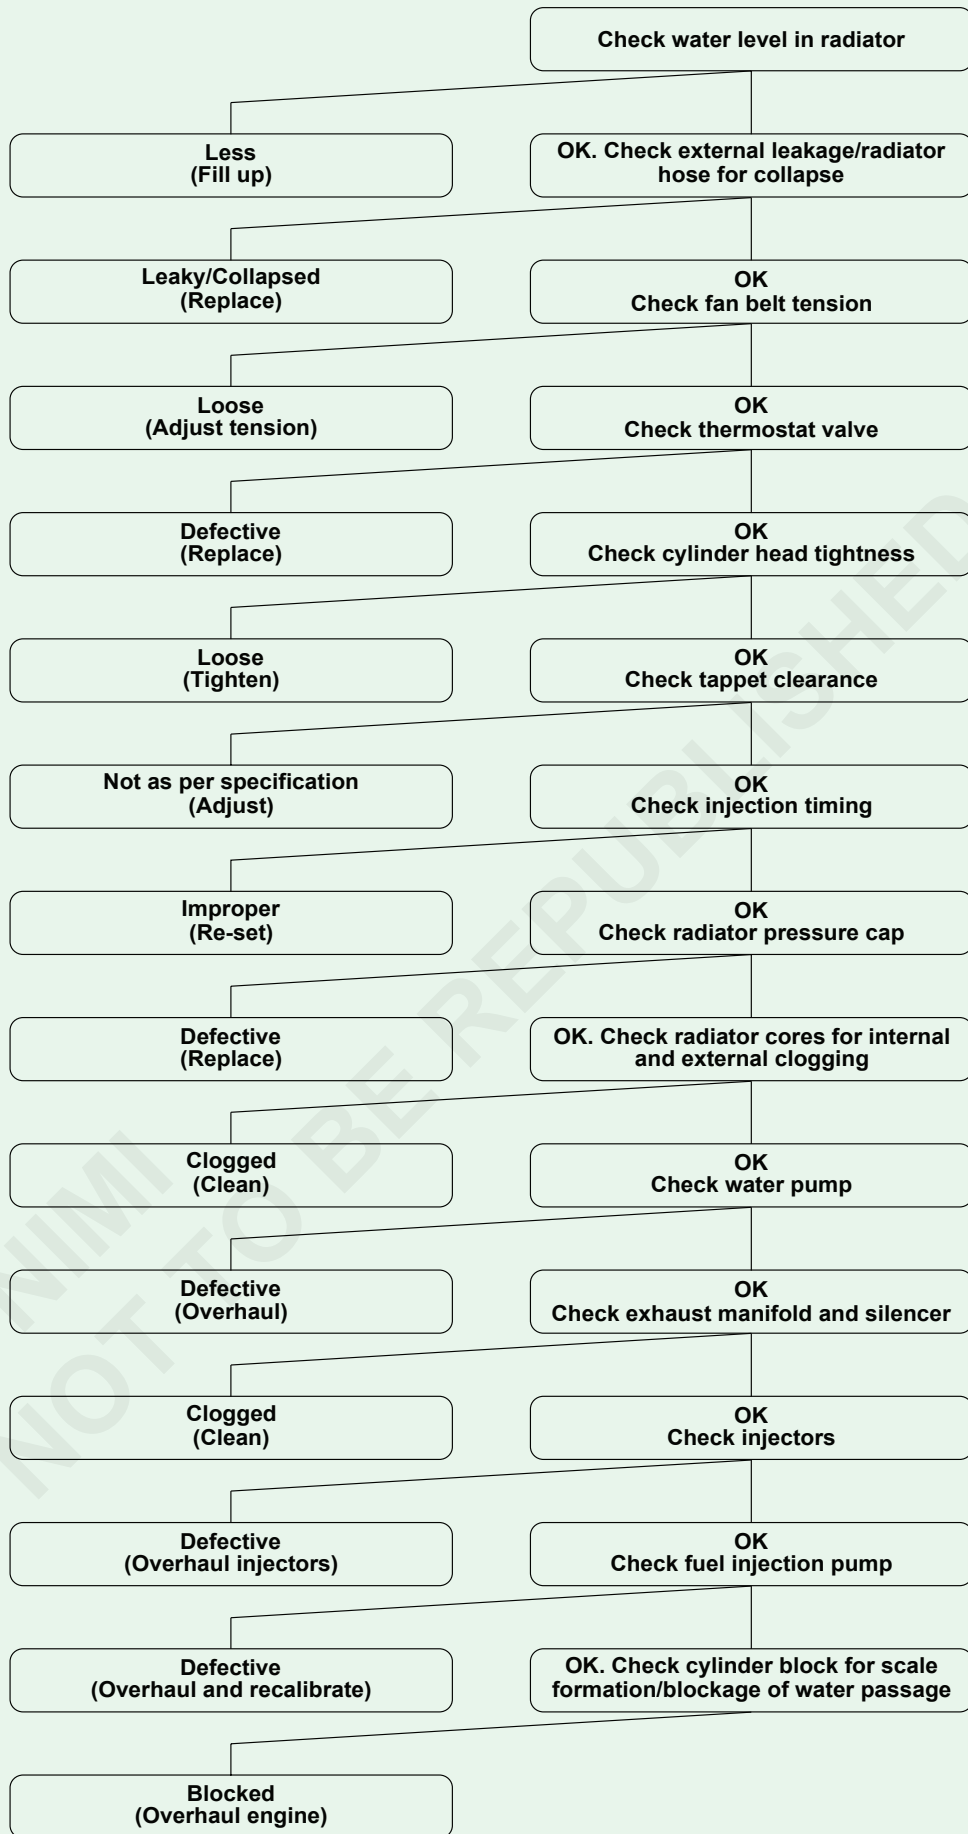 Check water level in radiator
Less
(Fill up)
OK. Check external leakage/radiator
hose for collapse
Leaky/Collapsed
(Replace)
OK
Check fan belt tension
Loose
(Adjust tension)
OK
Check thermostat valve
Defective
(Replace)
OK
Check cylinder head tightness
Loose
(Tighten)
OK
Check tappet clearance
Not as per specification
(Adjust)
OK
Check injection timing
Improper
(Re-set)
OK
Check radiator pressure cap
Defective
(Replace)
OK. Check radiator cores for internal
and external clogging
Clogged
(Clean)
OK
Check water pump
Defective
(Overhaul)
OK
Check exhaust manifold and silencer
Clogged
(Clean)
OK
Check injectors
Defective
(Overhaul injectors)
OK
Check fuel injection pump
Defective
(Overhaul and recalibrate)
OK. Check cylinder block for scale
formation/blockage of water passage
Blocked
(Overhaul engine)
NIMI
NOT TO BE REPUBLISHED